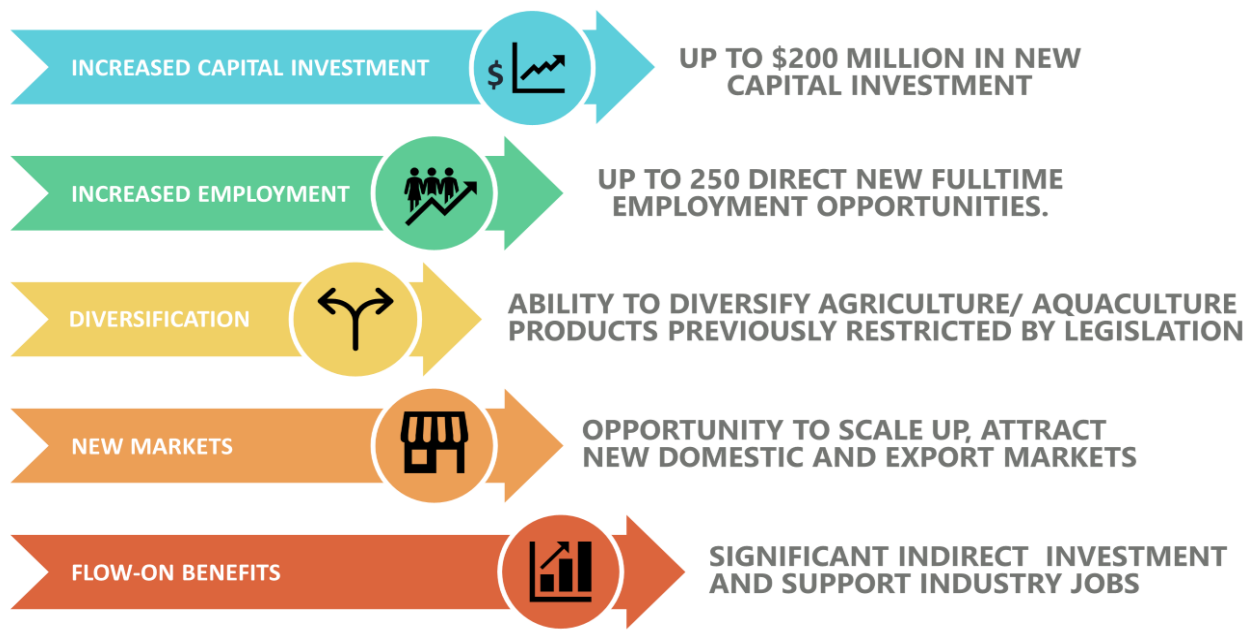 INCREASED CAPITAL INVESTMENT
$
UP TO $200 MILLION IN NEW
CAPITAL INVESTMENT
INCREASED EMPLOYMENT
UP TO 250 DIRECT NEW FULLTIME
EMPLOYMENT OPPORTUNITIES.
DIVERSIFICATION
ABILITY TO DIVERSIFY AGRICULTURE/ AQUACULTURE
PRODUCTS PREVIOUSLY RESTRICTED BY LEGISLATION
NEW MARKETS
OPPORTUNITY TO SCALE UP, ATTRACT
NEW DOMESTIC AND EXPORT MARKETS
FLOW-ON BENEFITS
SIGNIFICANT INDIRECT  INVESTMENT
AND SUPPORT INDUSTRY JOBS